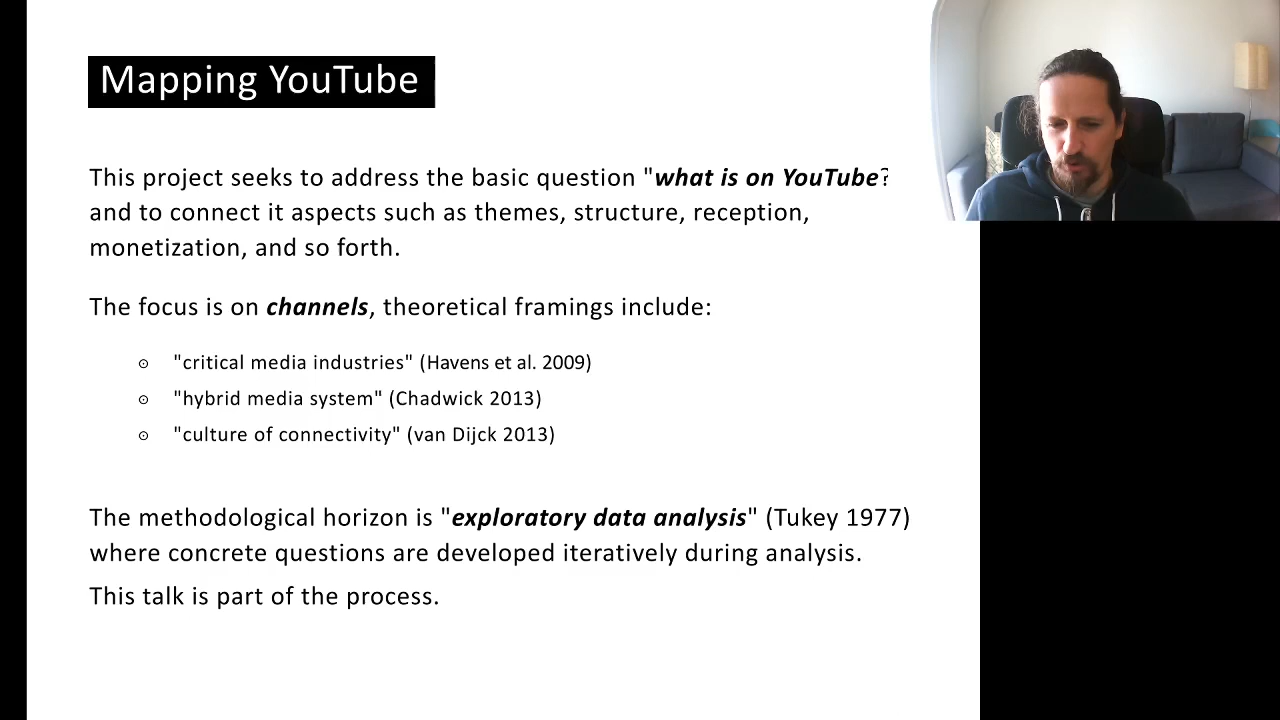 Mapping YouTube
This project seeks to address the basic question "what is on YouTube?
and to connect it aspects such as themes, structure, reception,
monetization, and so forth.
The focus is on channels, theoretical framings include:
"critical media industries" (Havens et al. 2009)
"hybrid media system" (Chadwick 2013)
"culture of connectivity" (van Dijck 2013)
The methodological horizon is "exploratory data analysis" (Tukey 1977)
where concrete questions are developed iteratively during analysis.
This talk is part of the process.